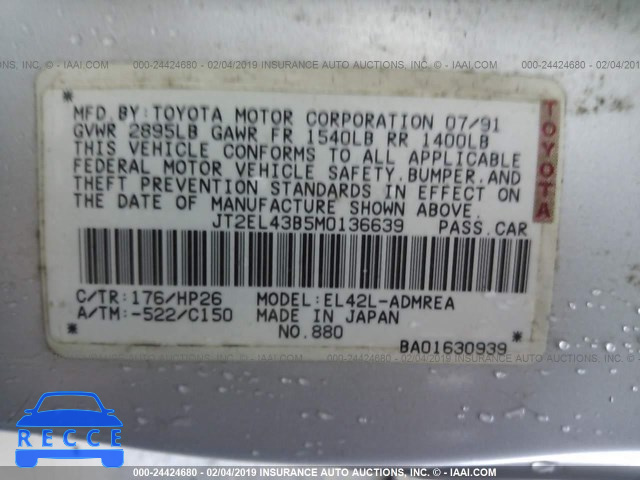 000-24424680 - 02/04/2019 INSURANCE AUTO AUCTIONS, INC. - © - IAAI.COM
MFD.BY:TOYOTA MOTOR CORPORATION 07/91
GVWR 2895LB GAWR FR 1540LB RR 1400LB
THIS VEHICLE CONFORMS TO ALL APPLICABLE
FEDERAL MOTOR VEHICLE SAFETY.BUMPER.AND
THEFT PREVENTION STANDARDS IN EFFECT ON
THE DATE OF MANUFACTURE SHOWN ABOVE.
JT2EL43B5M0136639 PASS.CAR
TOYOTA
C/TR:176/HP26 MODEL:EL42L-ADMREA
A/TM:-522/C150 MADE IN JAPAN
NO.880
BA01630939
RECCE
000-24424680 - 02/04/2019 INSURANCE AUTO AUCTIONS, INC. - © - IAAI.COM